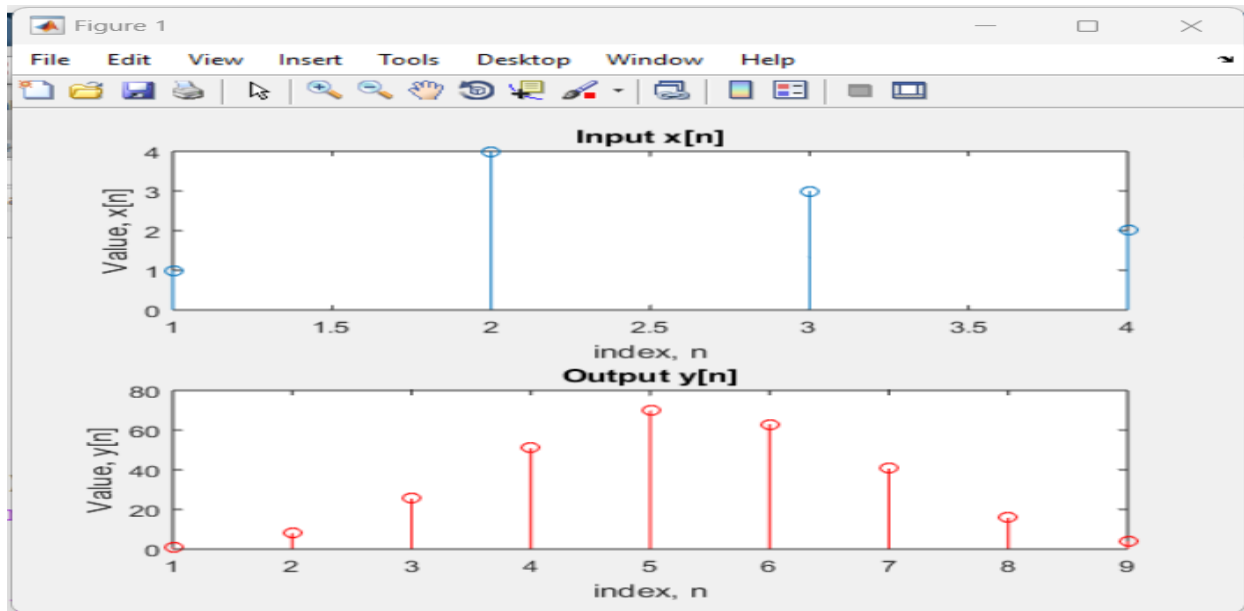 Figure 1
File Edit View Insert Tools Desktop Window Help
Input x[n]
4
3
2
1
0
Value, x[n]
1 1.5 2 2.5 3 3.5 4
index, n
Output y[n]
80
60
40
20
0
Value, y[n]
1 2 3 4 5 6 7 8 9
index, n